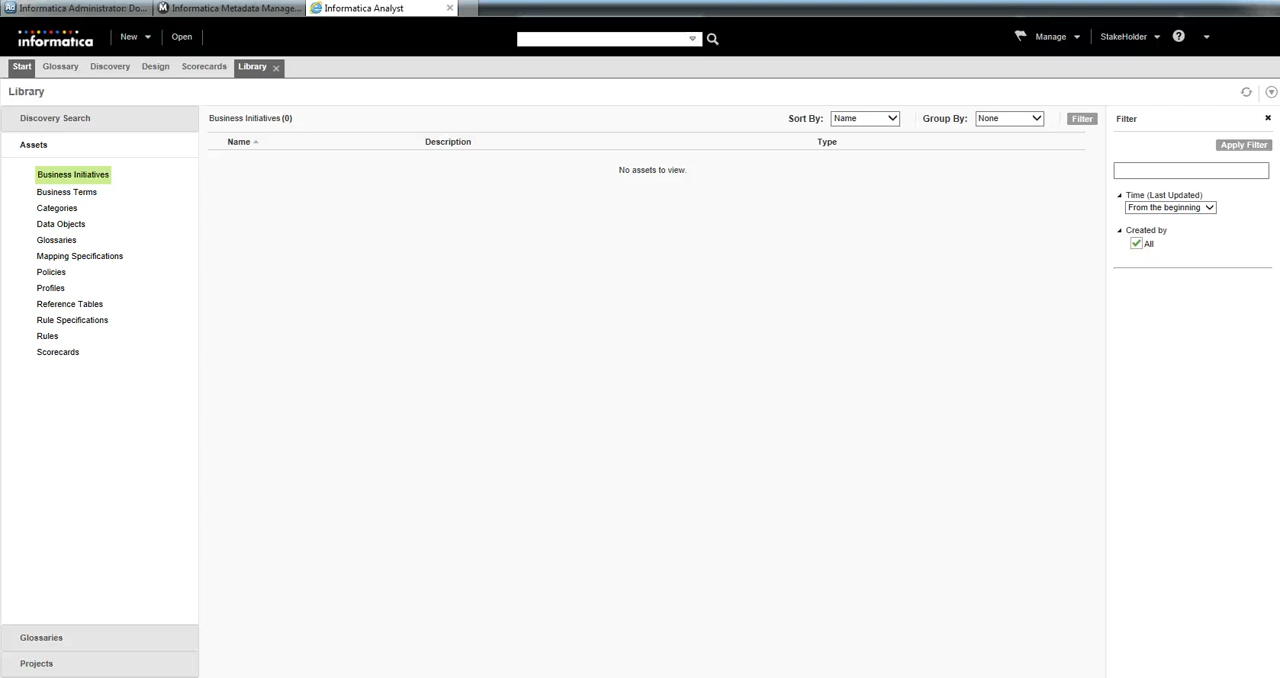 Informatica Administrator: Do... Informatica Metadata Manage... Informatica Analyst
informatica New Open Manage StakeHolder
Start Glossary Discovery Design Scorecards Library
Library
Discovery Search
Assets
Business Initiatives
Business Terms
Categories
Data Objects
Glossaries
Mapping Specifications
Policies
Profiles
Reference Tables
Rule Specifications
Rules
Scorecards
Glossaries
Projects
Business Initiatives (0) Sort By: Name Group By: None Filter
Name Description Type
No assets to view.
Filter
Apply Filter
Time (Last Updated)
From the beginning
Created by
All